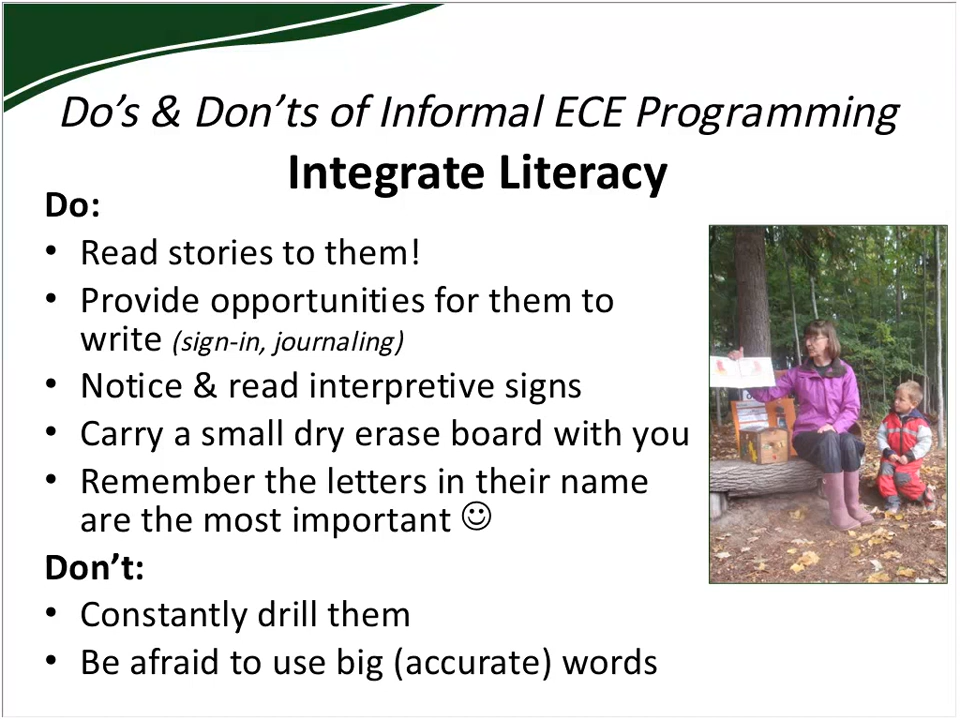 Do’s & Don’ts of Informal ECE Programming
Integrate Literacy
Do:
• Read stories to them!
• Provide opportunities for them to
write (sign-in, journaling)
• Notice & read interpretive signs
• Carry a small dry erase board with you
• Remember the letters in their name
are the most important ☺
Don’t:
• Constantly drill them
• Be afraid to use big (accurate) words